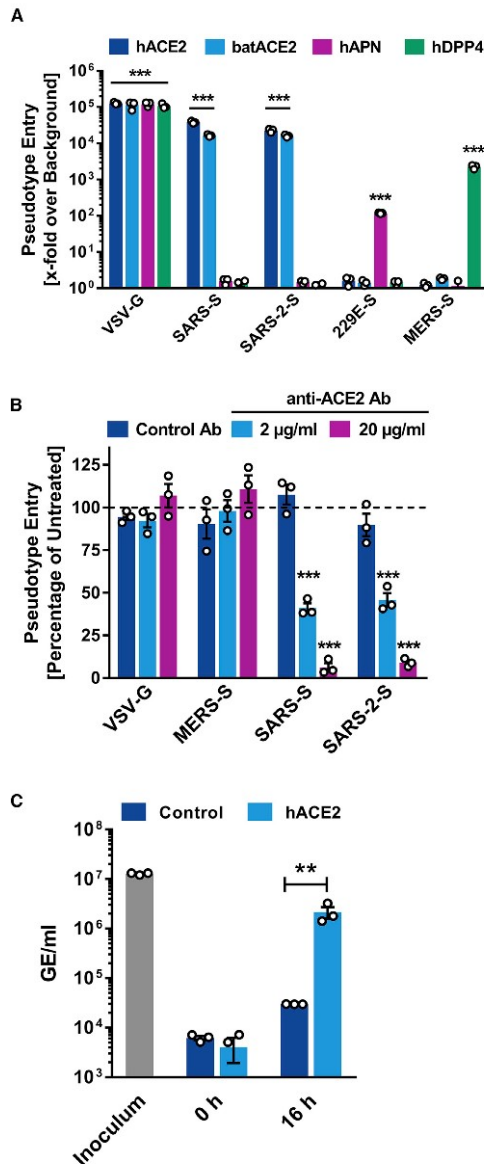 A
hACE2 batACE2 hAPN hDPP4
Pseudotype Entry
[x-fold over Background]
10⁶
10⁵
10⁴
10³
10²
10¹
10⁰
*** *** *** *** ***
VSV-G SARS-S SARS-2-S 229E-S MERS-S
B
anti-ACE2 Ab
Control Ab 2 µg/ml 20 µg/ml
Pseudotype Entry
[Percentage of Untreated]
125
100
75
50
25
0
*** *** *** ***
VSV-G MERS-S SARS-S SARS-2-S
C
Control hACE2
GE/ml
10⁸
10⁷
10⁶
10⁵
10⁴
10³
**
Inoculum 0 h 16 h